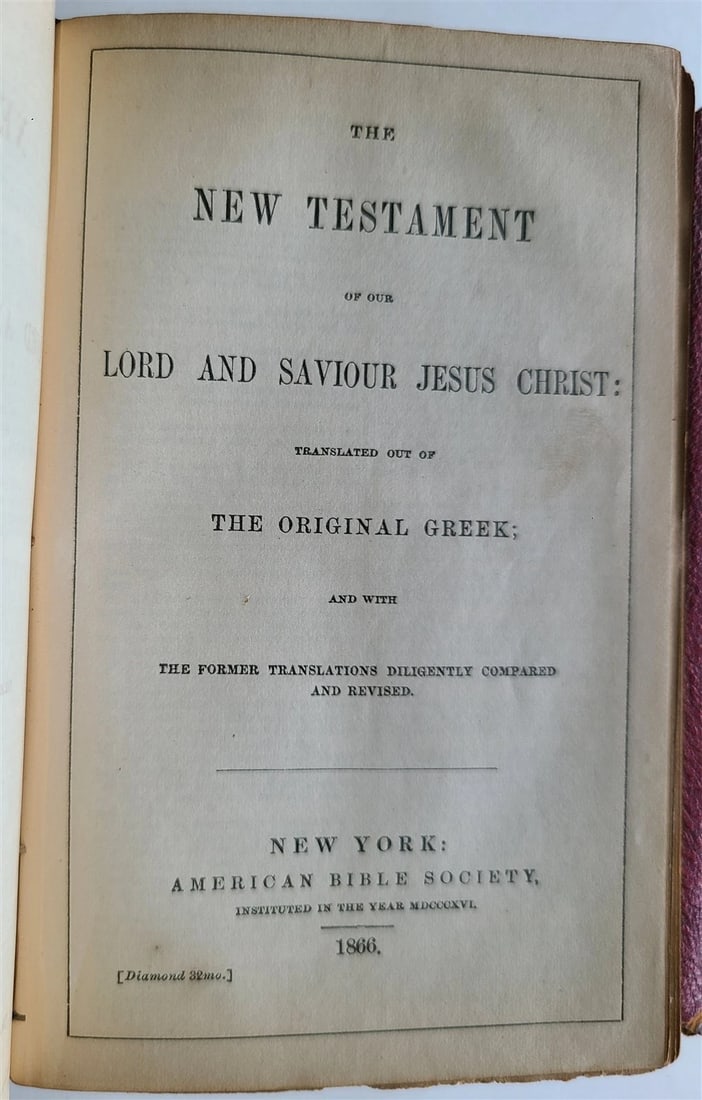 THE
NEW TESTAMENT
OF OUR
LORD AND SAVIOUR JESUS CHRIST:
TRANSLATED OUT OF
THE ORIGINAL GREEK;
AND WITH
THE FORMER TRANSLATIONS DILIGENTLY COMPARED
AND REVISED.
NEW YORK:
AMERICAN BIBLE SOCIETY,
INSTITUTED IN THE YEAR MDCCCXVI.
1866.
[Diamond 32mo.]